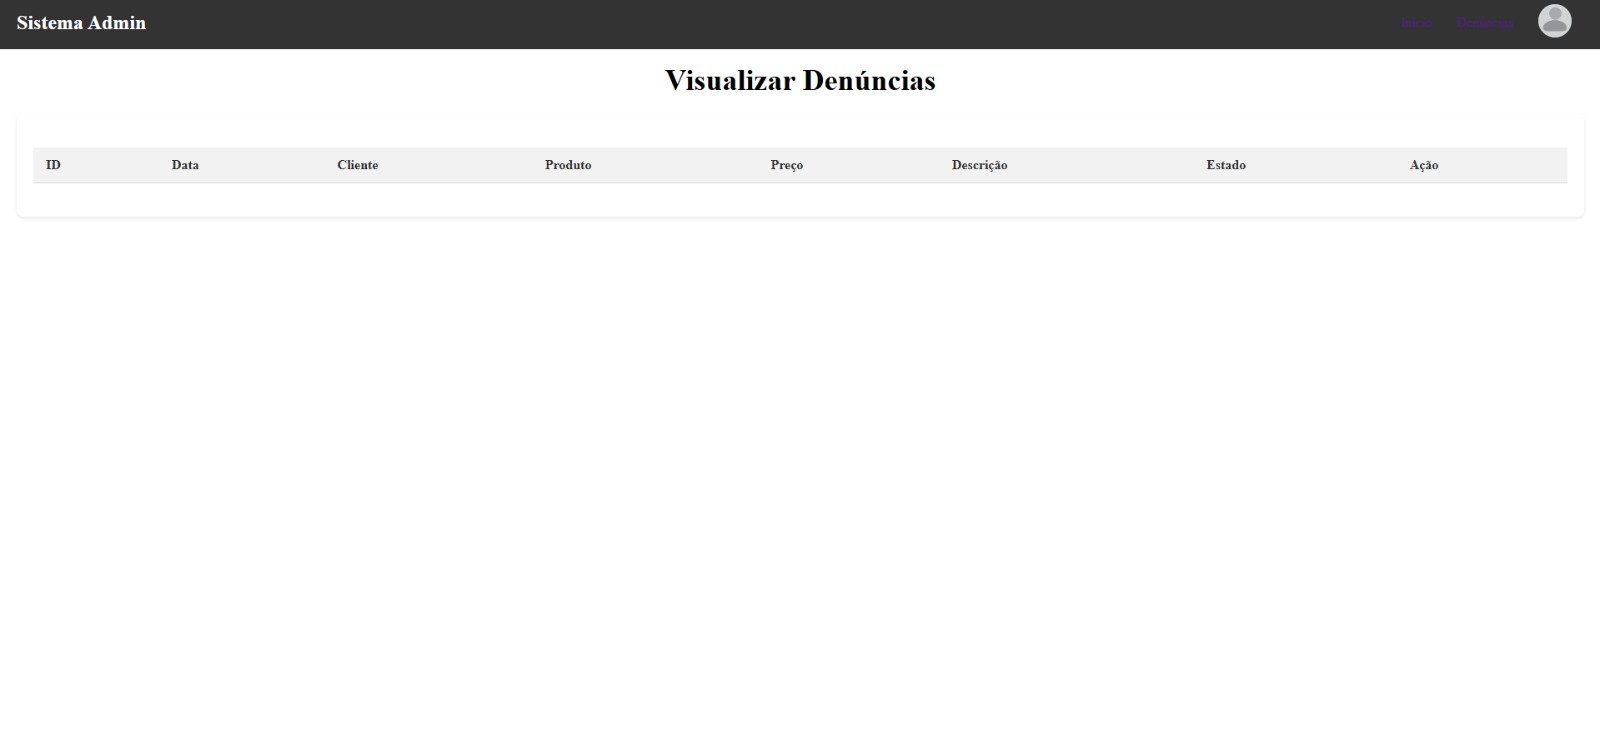 Sistema Admin
Visualizar Denúncias
ID Data Cliente Produto Preço Descrição Estado Ação